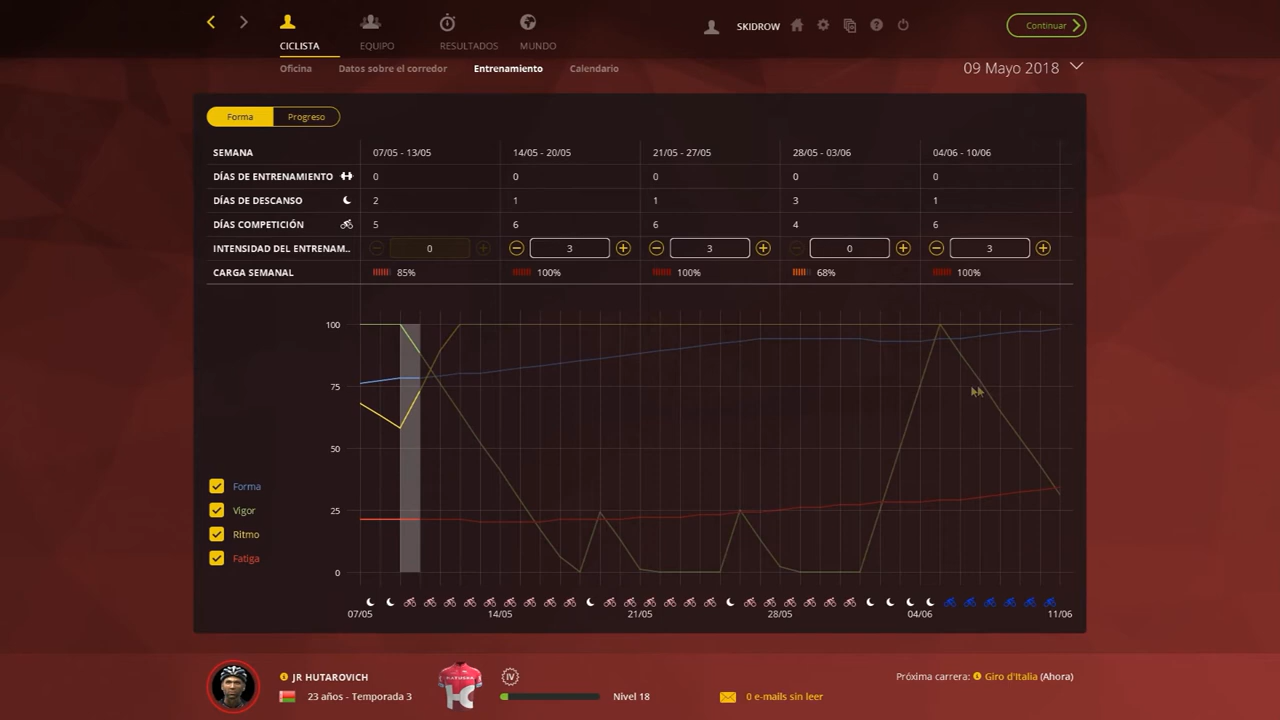 SKIDROW
Continuar
CICLISTA EQUIPO RESULTADOS MUNDO
Oficina Datos sobre el corredor Entrenamiento Calendario
09 Mayo 2018
Forma Progreso
SEMANA 07/05 - 13/05 14/05 - 20/05 21/05 - 27/05 28/05 - 03/06 04/06 - 10/06
DÍAS DE ENTRENAMIENTO 0 0 0 0 0
DÍAS DE DESCANSO 2 1 1 3 1
DÍAS COMPETICIÓN 5 6 6 4 6
INTENSIDAD DEL ENTRENAM.. 0 3 3 0 3
CARGA SEMANAL 85% 100% 100% 68% 100%
100
75
50
25
0
Forma
Vigor
Ritmo
Fatiga
07/05 14/05 21/05 28/05 04/06 11/06
JR HUTAROVICH
23 años - Temporada 3
KATUSHA
IV
Nivel 18
0 e-mails sin leer
Próxima carrera: Giro d'Italia (Ahora)